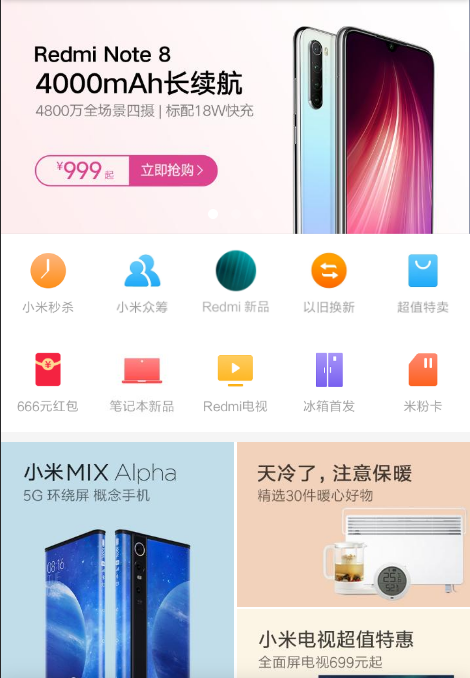 Redmi Note 8
4000mAh长续航
4800万全场景四摄 | 标配18W快充
¥999起 立即抢购 >
小米秒杀 小米众筹 Redmi 新品 以旧换新 超值特卖
666元红包 笔记本新品 Redmi电视 冰箱首发 米粉卡
小米MIX Alpha
5G 环绕屏 概念手机
08:16
天冷了，注意保暖
精选30件暖心好物
小米电视超值特惠
全面屏电视699元起